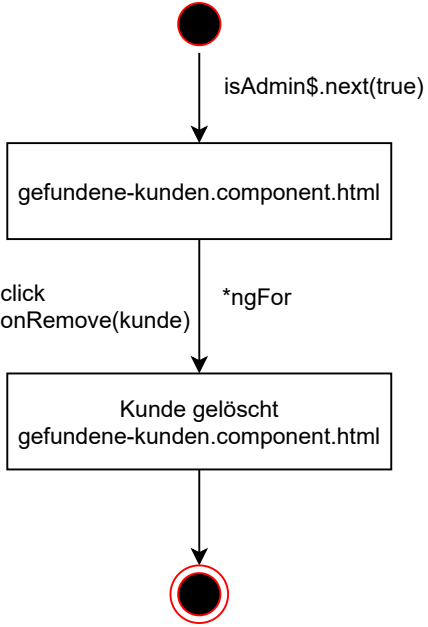 isAdmin$.next(true)
gefundene-kunden.component.html
click
onRemove(kunde)
*ngFor
Kunde gelöscht
gefundene-kunden.component.html